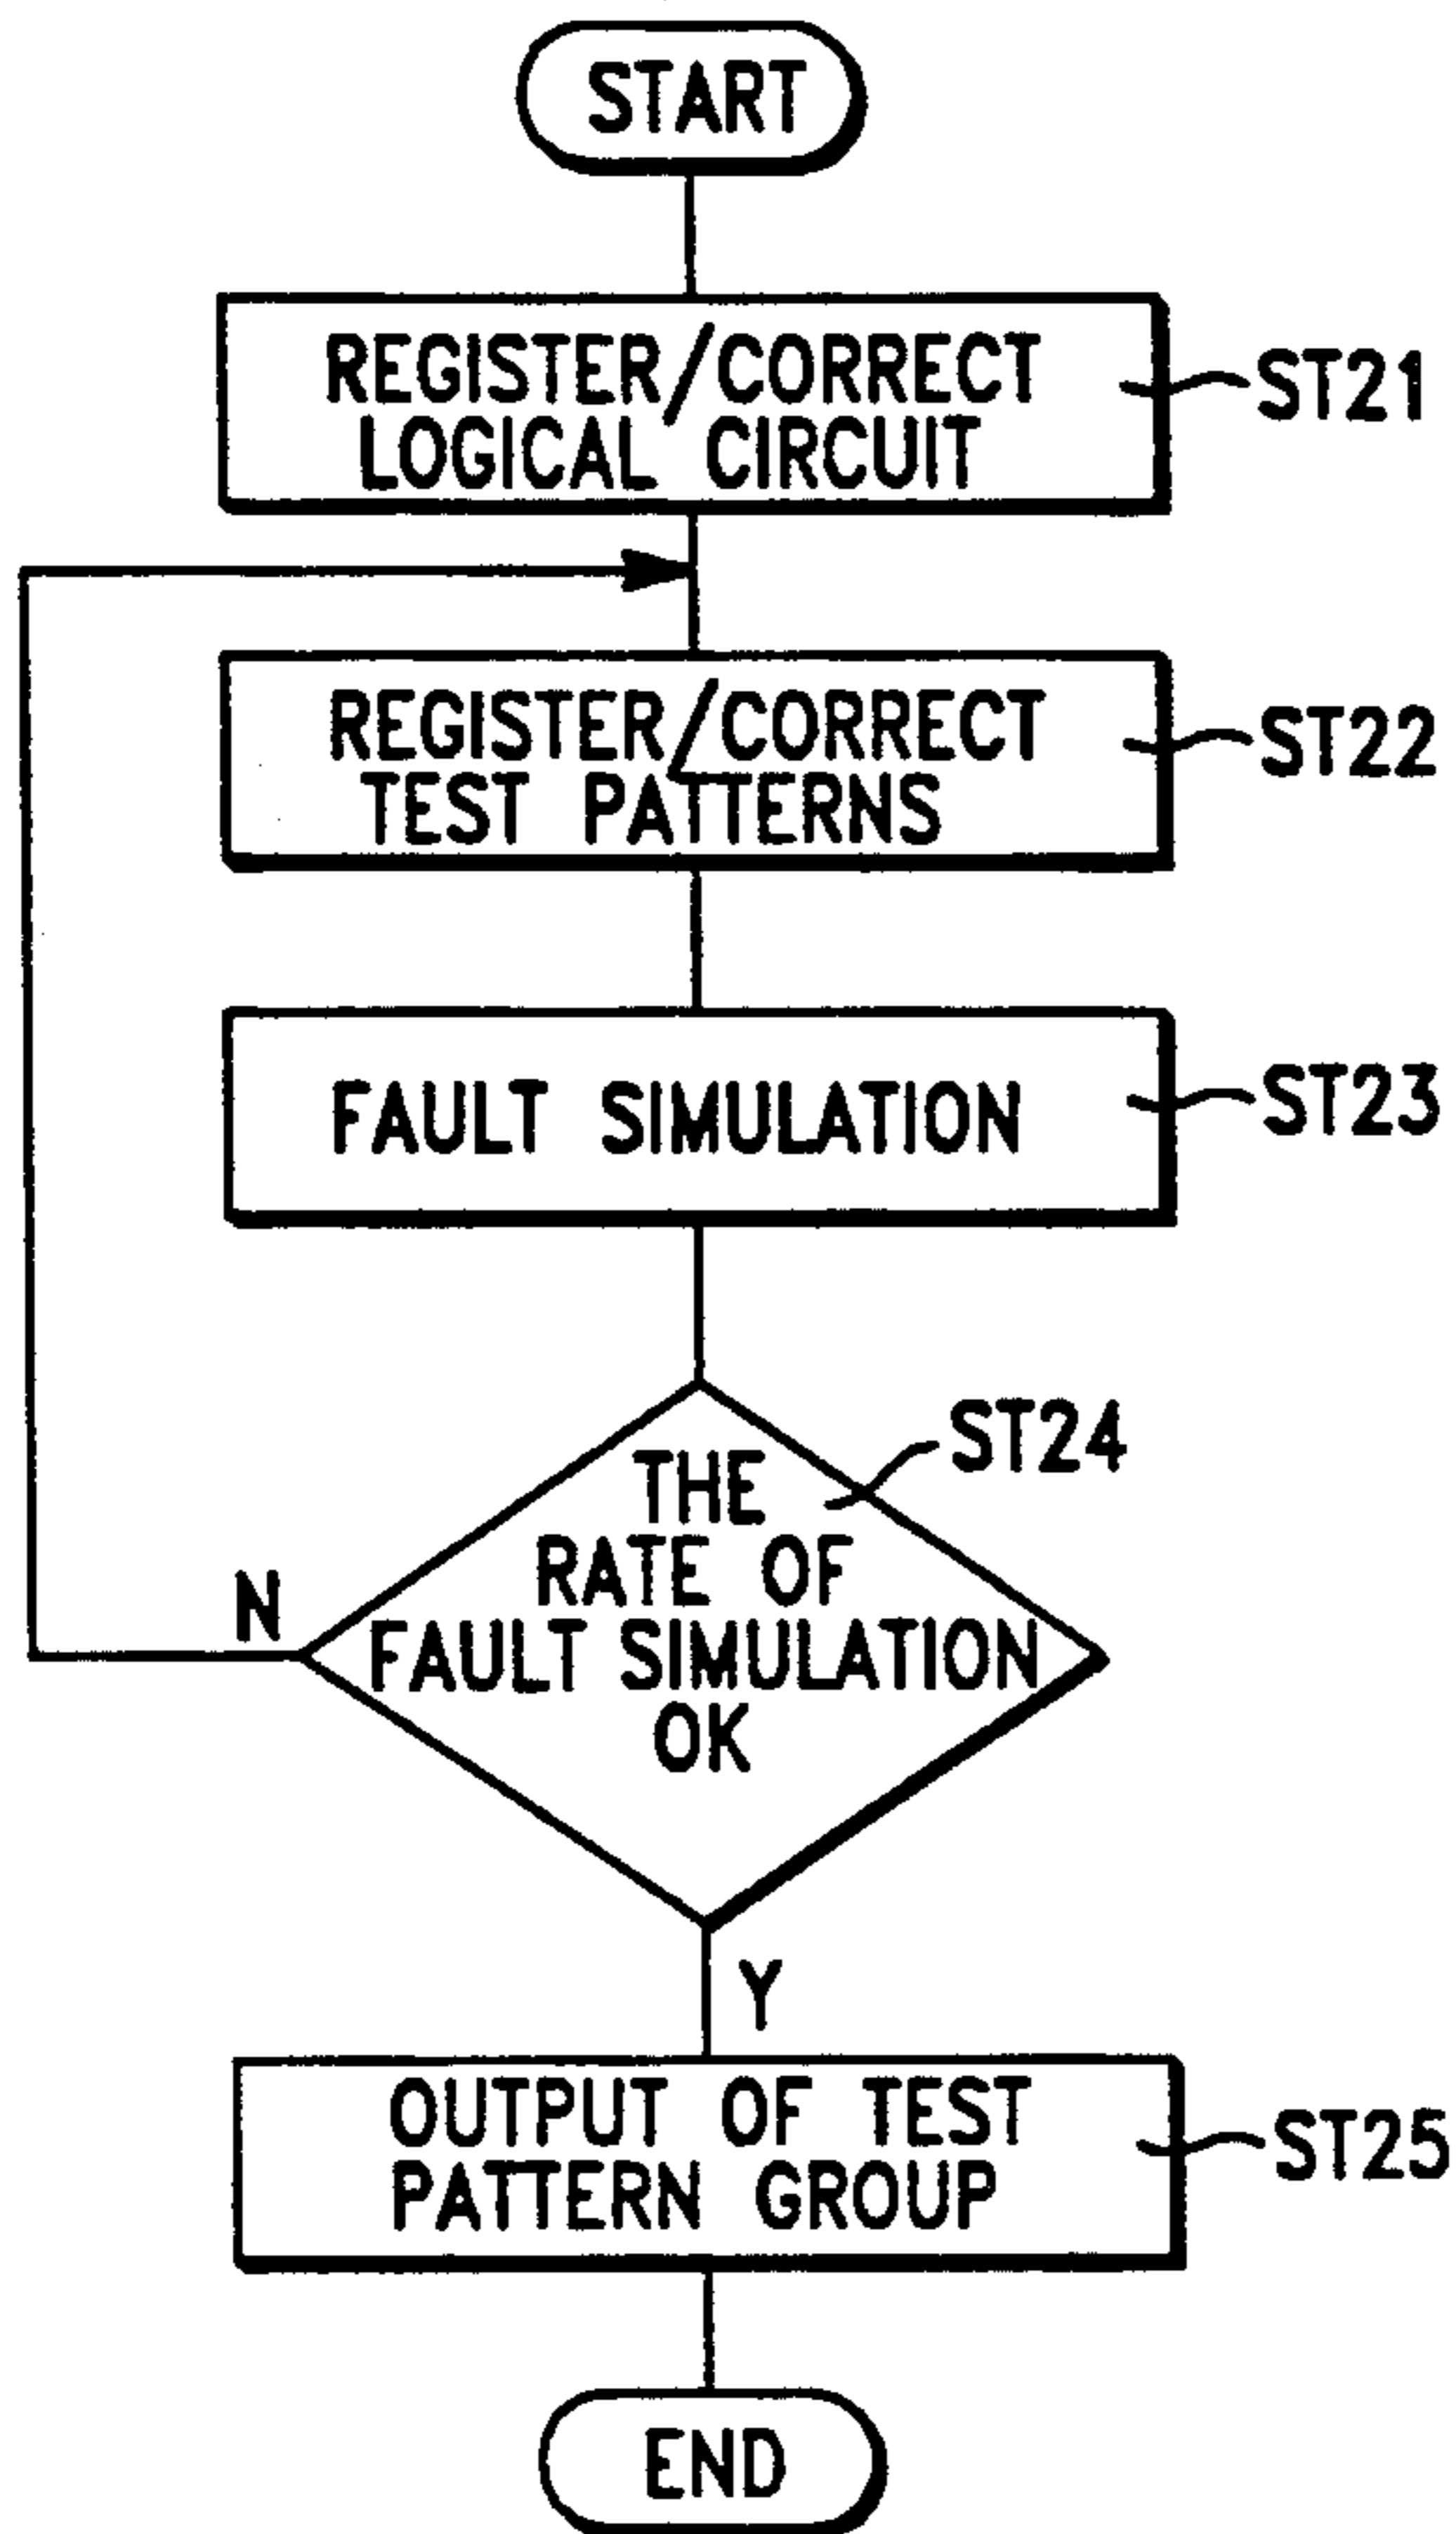 START
REGISTER/CORRECT
LOGICAL CIRCUIT
ST21
REGISTER/CORRECT
TEST PATTERNS
ST22
FAULT SIMULATION
ST23
THE
RATE OF
FAULT SIMULATION
OK
ST24
N
Y
OUTPUT OF TEST
PATTERN GROUP
ST25
END